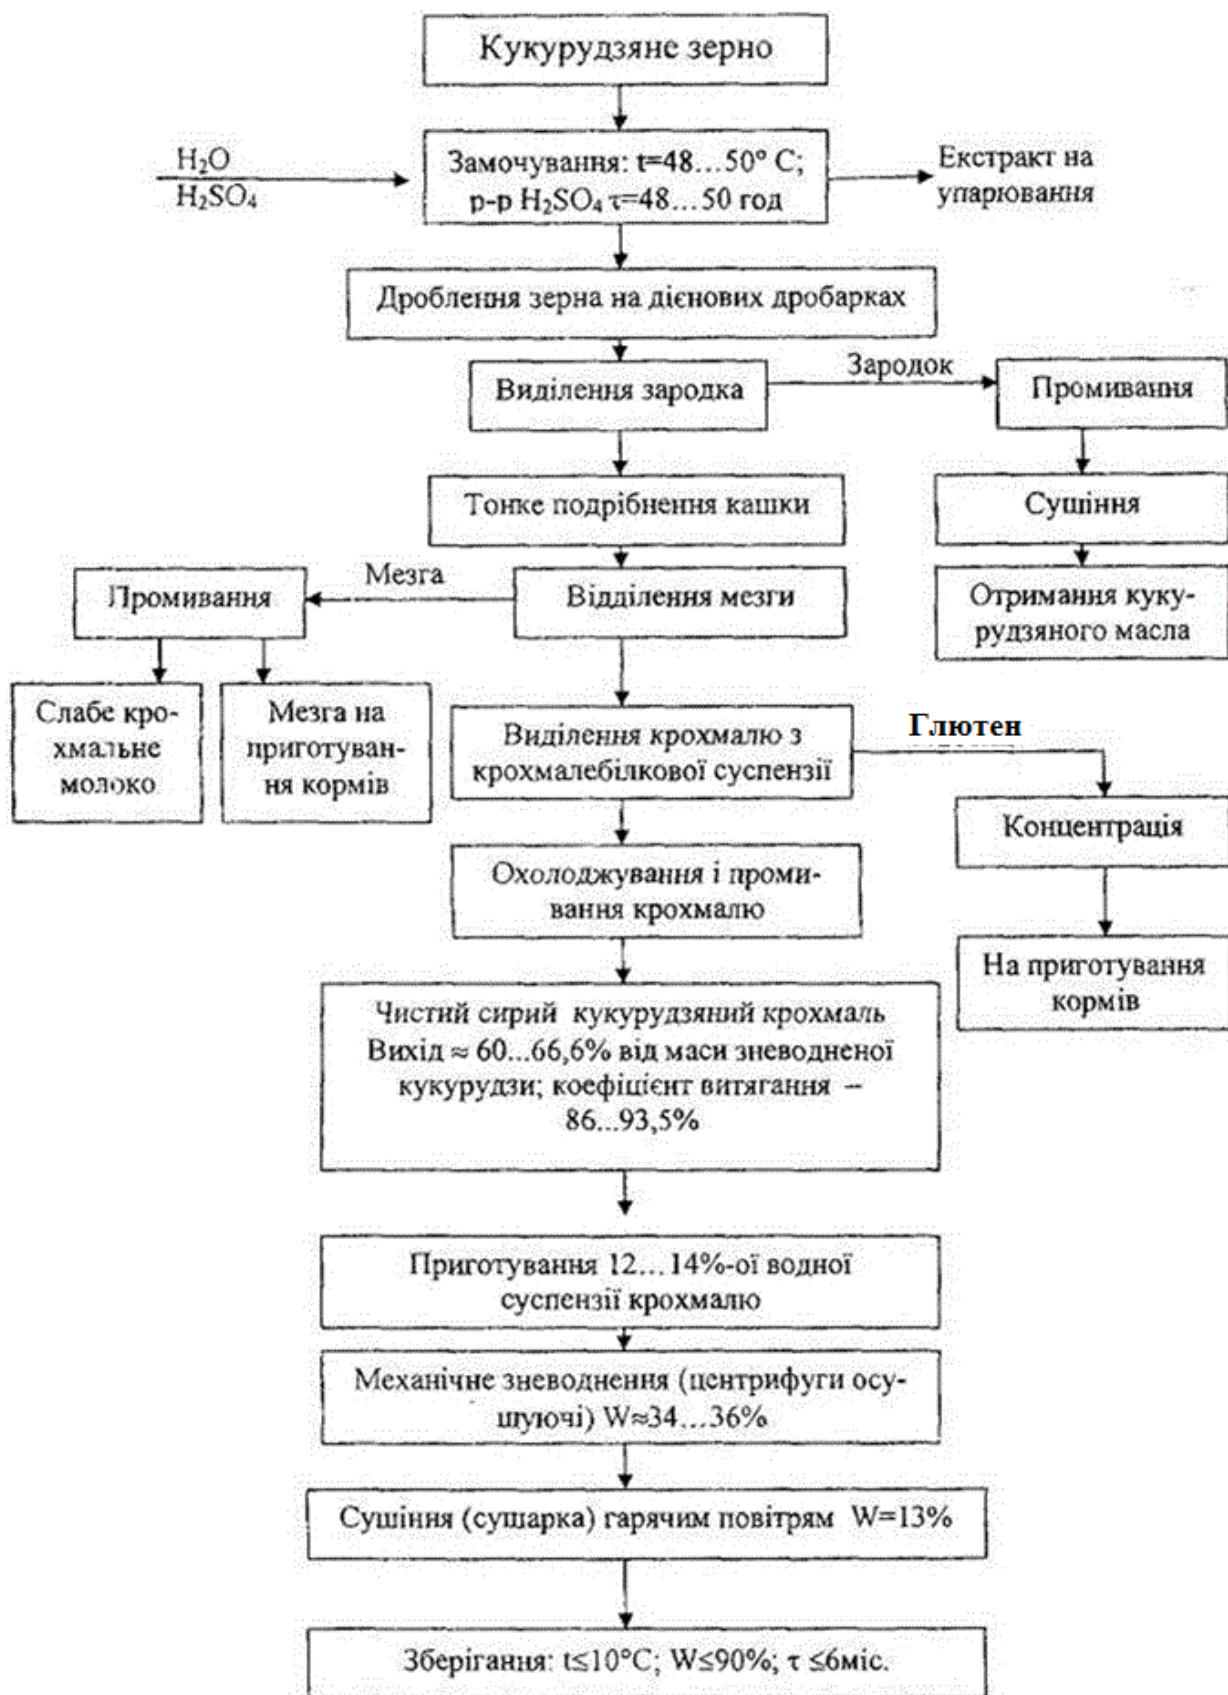 Кукурудзяне зерно
H₂O
H₂SO₄
Замочування: t=48...50° C;
р-р H₂SO₄ τ=48...50 год
Екстракт на
упарювання
Дроблення зерна на дієнових дробарках
Виділення зародка
Зародок
Промивання
Тонке подрібнення кашки
Сушіння
Промивання
Мезга
Відділення мезги
Отримання куку-
рудзяного масла
Слабе кро-
хмальне
молоко
Мезга на
приготуван-
ня кормів
Виділення крохмалю з
крохмалебілкової суспензії
Глютен
Концентрація
Охолоджування і проми-
вання крохмалю
На приготування
кормів
Чистий сирий кукурудзяний крохмаль
Вихід ≈ 60...66,6% від маси зневодненої
кукурудзи; коефіцієнт витягання –
86...93,5%
Приготування 12...14%-ої водної
суспензії крохмалю
Механічне зневоднення (центрифуги осу-
шуючі) W≈34...36%
Сушіння (сушарка) гарячим повітрям W=13%
Зберігання: t≤10°C; W≤90%; τ ≤6міс.